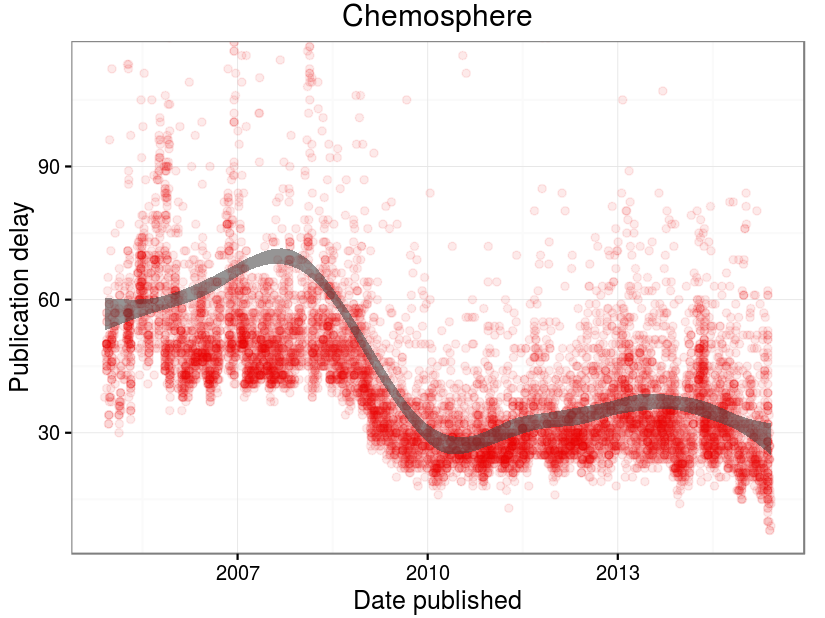 Chemosphere
Publication delay
90
60
30
2007 2010 2013
Date published